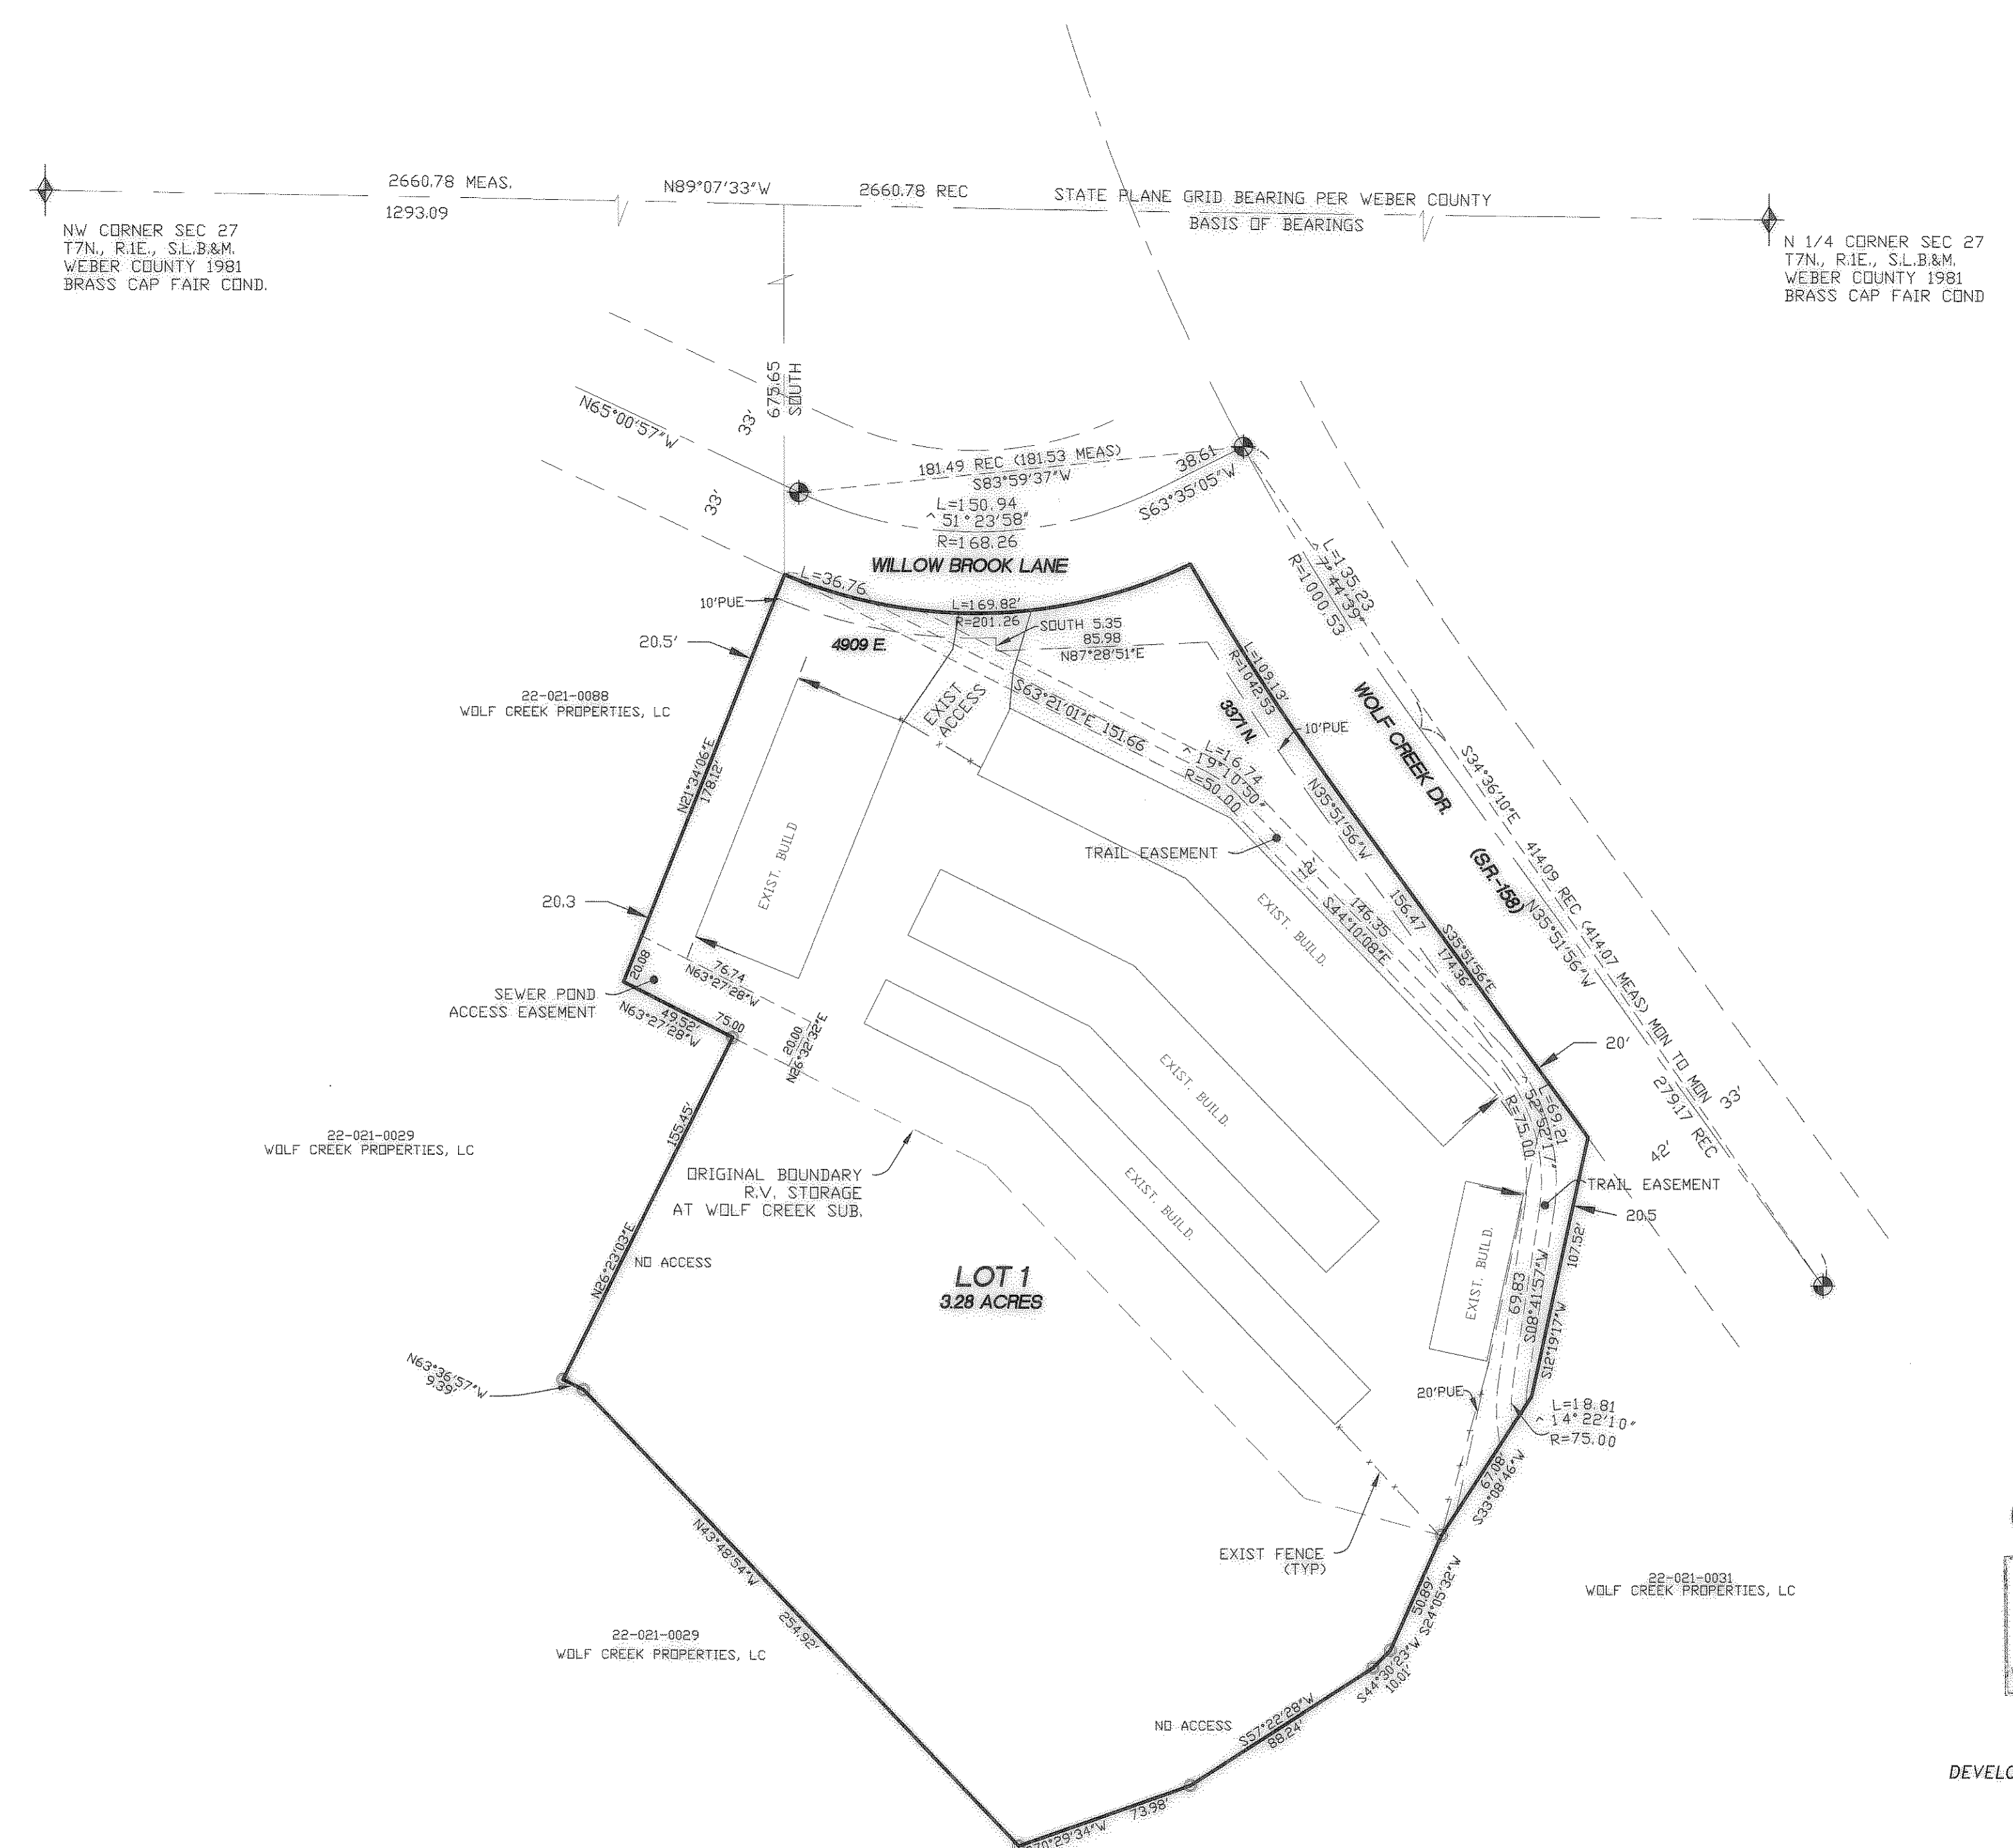 2660.78 MEAS.
1293.09
N89°07'33"W
2660.78 REC
STATE PLANE GRID BEARING PER WEBER COUNTY
BASIS OF BEARINGS
NW CORNER SEC 27
T7N., R.1E., S.L.B.&M.
WEBER COUNTY 1981
BRASS CAP FAIR COND.
N 1/4 CORNER SEC 27
T7N., R.1E., S.L.B.&M.
WEBER COUNTY 1981
BRASS CAP FAIR COND
675.65
SOUTH
N65°00'57"W
33'
33'
181.49 REC (181.53 MEAS)
S83°59'37"W
38.61
S63°35'05"W
L=150.94
^ 51°23'58"
R=168.26
WILLOW BROOK LANE
L=36.76
L=169.82'
R=201.26
10'PUE
20.5'
4909 E.
SOUTH 5.35
85.98
N87°28'51"E
L=135.23
^ 7°44'39"
R=1000.53
L=109.13'
R=1042.53
3371 N.
10'PUE
WOLF CREEK DR.
(S.R.-158)
S34°36'10"E
414.09 REC (414.07 MEAS) MON TO MON
N35°51'56"W
279.17 REC
33'
42'
22-021-0088
WOLF CREEK PROPERTIES, LC
EXIST
ACCESS
S63°21'01"E 151.66
L=16.74
^ 19°10'50"
R=50.00
N21°34'06"E
178.12'
EXIST. BUILD
TRAIL EASEMENT
12'
N35°51'56"W
156.47
146.35
S44°10'08"E
S35°51'56"E
174.36'
EXIST. BUILD.
20.3
20.08
76.74
N63°27'28"W
SEWER POND
ACCESS EASEMENT
49.52'
N63°27'28"W
75.00
20.00
N26°32'32"E
20'
L=69.21
^ 52°52'17"
R=75.00
EXIST. BUILD.
EXIST. BUILD.
22-021-0029
WOLF CREEK PROPERTIES, LC
155.45'
N26°23'03"E
ORIGINAL BOUNDARY
R.V. STORAGE
AT WOLF CREEK SUB.
TRAIL EASEMENT
20.5
107.52'
S12°19'17"W
69.83
S08°41'57"W
EXIST. BUILD.
NO ACCESS
LOT 1
3.28 ACRES
N63°36'57"W
9.39'
20'PUE
L=18.81
^ 14°22'10"
R=75.00
67.08'
S33°08'46"W
N43°48'54"W
254.92'
EXIST FENCE
(TYP)
50.89'
S24°05'32"W
22-021-0031
WOLF CREEK PROPERTIES, LC
22-021-0029
WOLF CREEK PROPERTIES, LC
S44°30'23"W
10.01'
NO ACCESS
S57°22'28"W
88.24'
73.98'
70°29'34"W
DEVELO